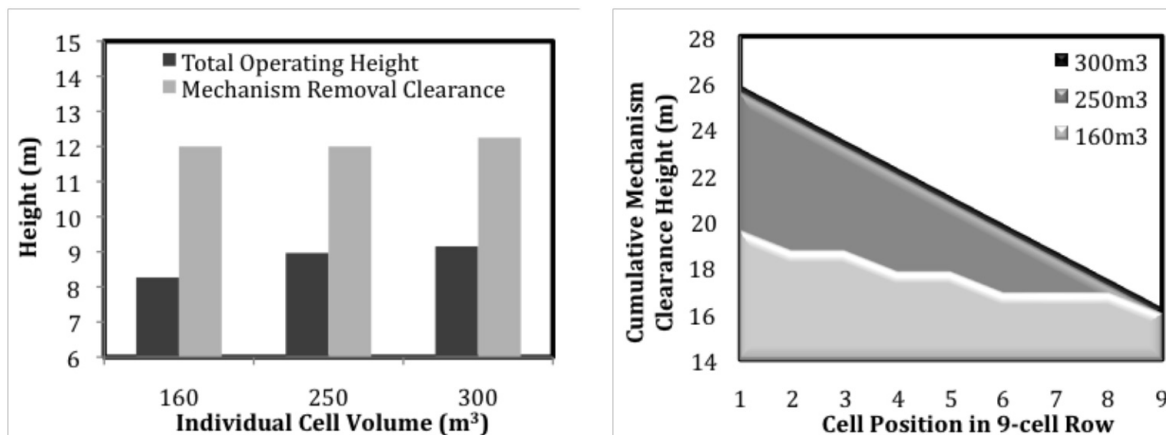 15
14
13
12
11
10
9
8
7
6
Height (m)
Total Operating Height
Mechanism Removal Clearance
160 250 300
Individual Cell Volume (m³)
28
26
24
22
20
18
16
14
Cumulative Mechanism
Clearance Height (m)
300m3
250m3
160m3
1 2 3 4 5 6 7 8 9
Cell Position in 9-cell Row